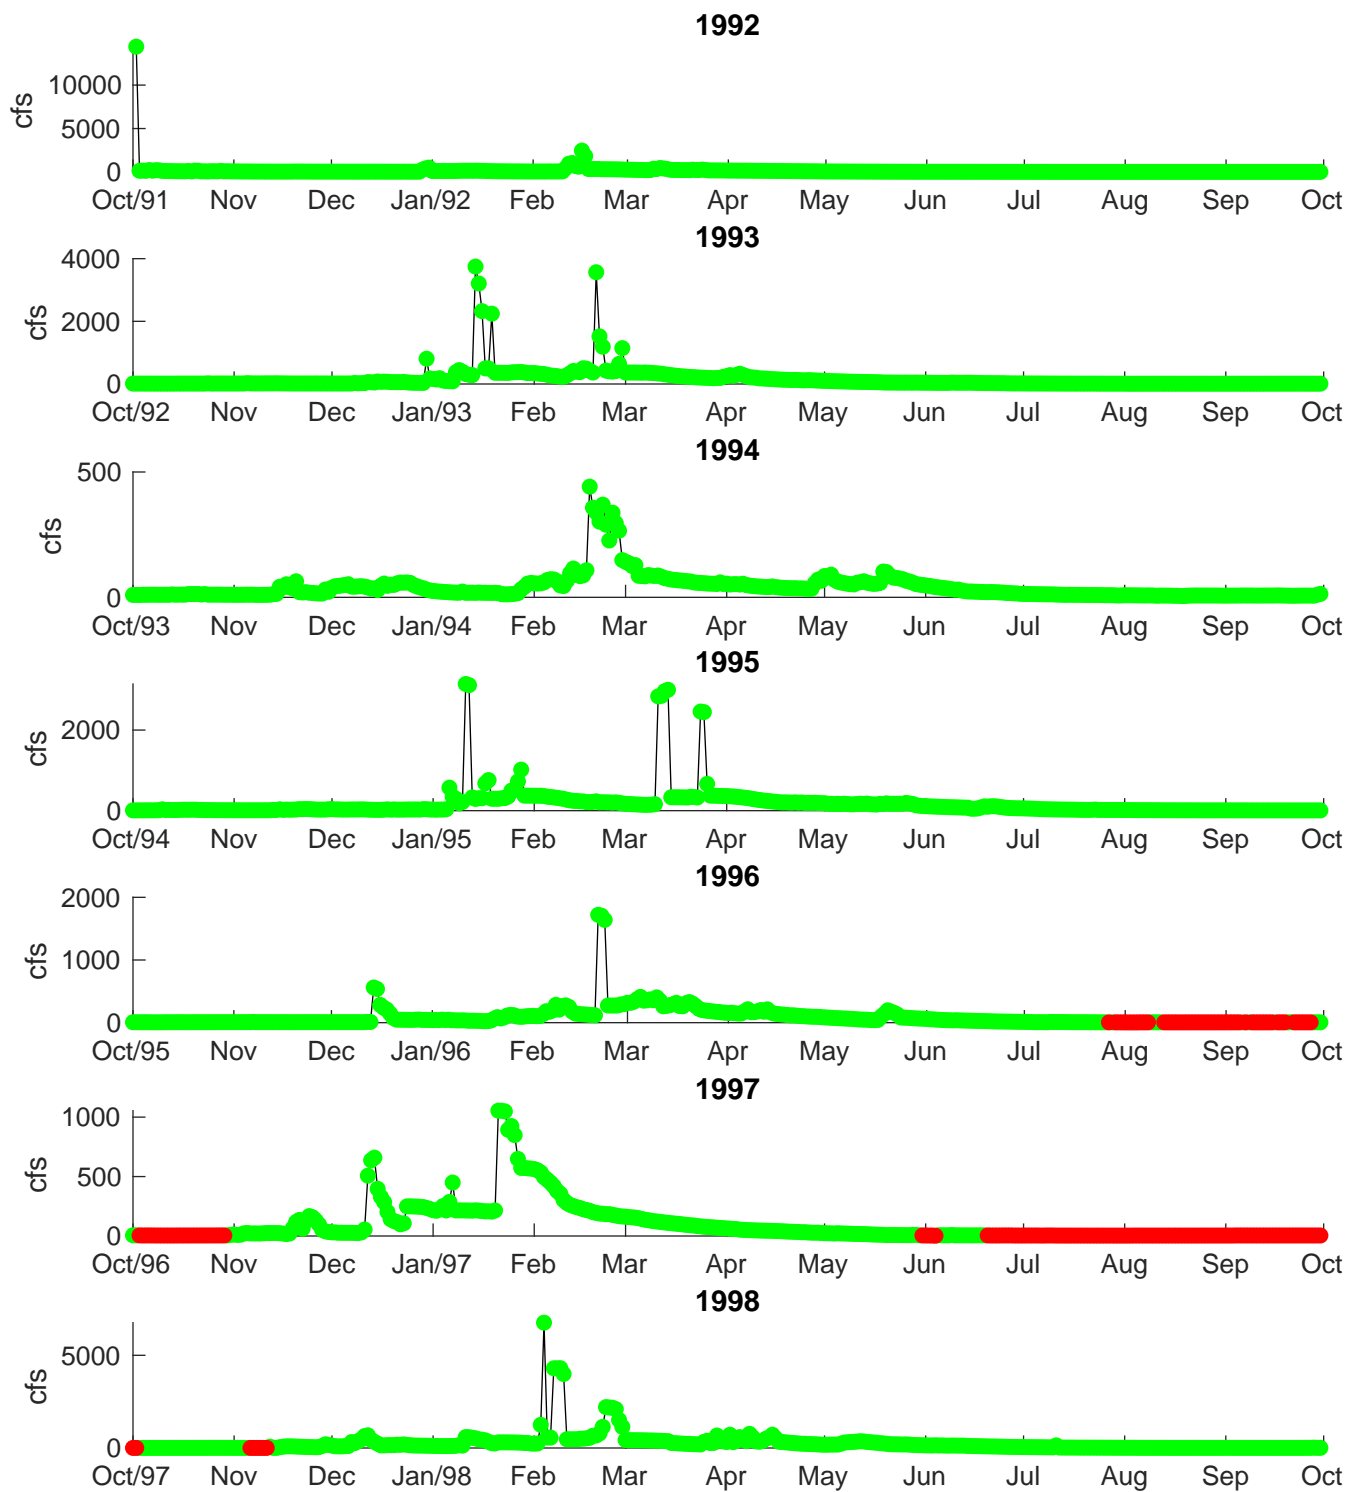 1992
cfs
10000
5000
0
Oct/91 Nov Dec Jan/92 Feb Mar Apr May Jun Jul Aug Sep Oct
1993
cfs
4000
2000
0
Oct/92 Nov Dec Jan/93 Feb Mar Apr May Jun Jul Aug Sep Oct
1994
cfs
500
0
Oct/93 Nov Dec Jan/94 Feb Mar Apr May Jun Jul Aug Sep Oct
1995
cfs
2000
0
Oct/94 Nov Dec Jan/95 Feb Mar Apr May Jun Jul Aug Sep Oct
1996
cfs
2000
1000
0
Oct/95 Nov Dec Jan/96 Feb Mar Apr May Jun Jul Aug Sep Oct
1997
cfs
1000
500
0
Oct/96 Nov Dec Jan/97 Feb Mar Apr May Jun Jul Aug Sep Oct
1998
cfs
5000
0
Oct/97 Nov Dec Jan/98 Feb Mar Apr May Jun Jul Aug Sep Oct